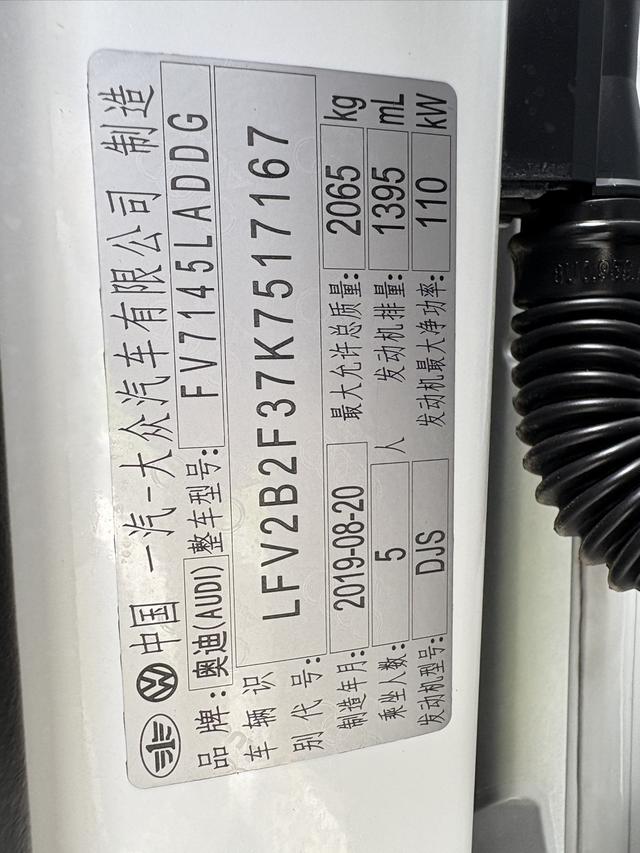 中国 一汽-大众汽车有限公司 制造
品牌: 奥迪(AUDI) 整车型号: FV7145LADDG
车辆识别代号: LFV2B2F37K7517167
制造年月: 2019-08-20 最大允许总质量: 2065 kg
乘坐人数: 5 人 发动机排量: 1395 mL
发动机型号: DJS 发动机最大净功率: 110 kW